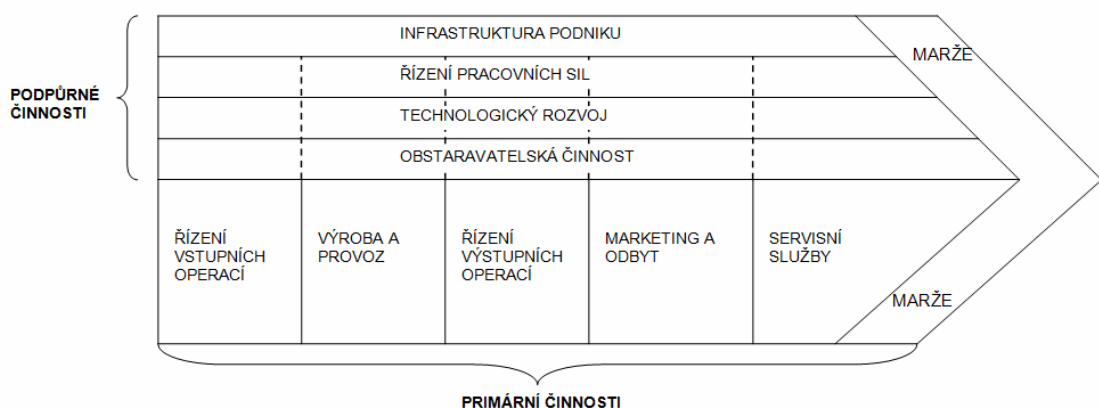 INFRASTRUKTURA PODNIKU
MARŽE
ŘÍZENÍ PRACOVNÍCH SIL
PODPŮRNÉ
ČINNOSTI
TECHNOLOGICKÝ ROZVOJ
OBSTARAVATELSKÁ ČINNOST
ŘÍZENÍ
VSTUPNÍCH
OPERACÍ
VÝROBA A
PROVOZ
ŘÍZENÍ
VÝSTUPNÍCH
OPERACÍ
MARKETING A
ODBYT
SERVISNÍ
SLUŽBY
MARŽE
PRIMÁRNÍ ČINNOSTI